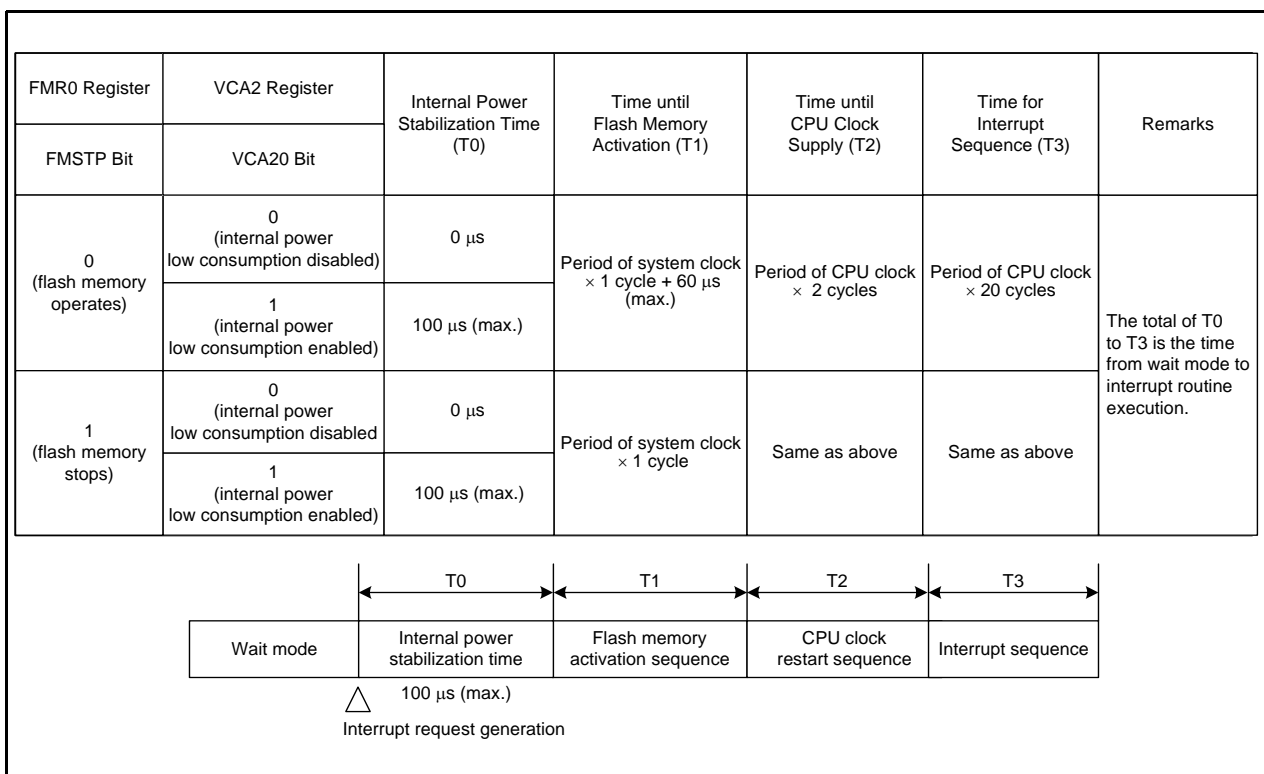 FMR0 Register
VCA2 Register
Internal Power
Stabilization Time
(T0)
Time until
Flash Memory
Activation (T1)
Time until
CPU Clock
Supply (T2)
Time for
Interrupt
Sequence (T3)
Remarks
FMSTP Bit
VCA20 Bit
0
(flash memory
operates)
0
(internal power
low consumption disabled)
0 μs
Period of system clock
× 1 cycle + 60 μs
(max.)
Period of CPU clock
× 2 cycles
Period of CPU clock
× 20 cycles
The total of T0
to T3 is the time
from wait mode to
interrupt routine
execution.
1
(internal power
low consumption enabled)
100 μs (max.)
1
(flash memory
stops)
0
(internal power
low consumption disabled
0 μs
Period of system clock
× 1 cycle
Same as above
Same as above
1
(internal power
low consumption enabled)
100 μs (max.)
T0
T1
T2
T3
Wait mode
Internal power
stabilization time
Flash memory
activation sequence
CPU clock
restart sequence
Interrupt sequence
100 μs (max.)
Interrupt request generation